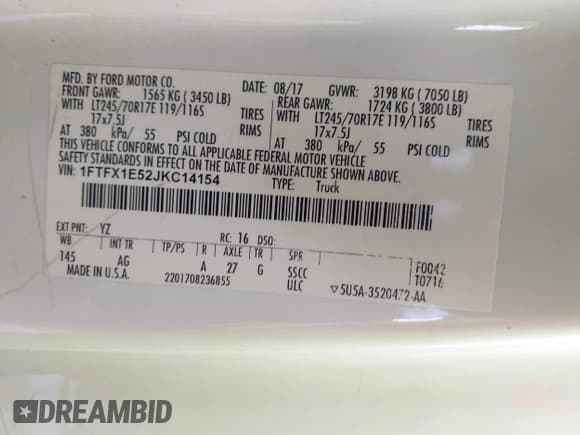 MFD. BY FORD MOTOR CO.
DATE: 08/17 GVWR: 3198 KG ( 7050 LB)
FRONT GAWR: 1565 KG ( 3450 LB) REAR GAWR: 1724 KG ( 3800 LB)
WITH LT245/70R17E 119/116S TIRES WITH LT245/70R17E 119/116S TIRES
17x7.5J RIMS 17x7.5J RIMS
AT 380 kPa/ 55 PSI COLD AT 380 kPa/ 55 PSI COLD
THIS VEHICLE CONFORMS TO ALL APPLICABLE FEDERAL MOTOR VEHICLE
SAFETY STANDARDS IN EFFECT ON THE DATE OF MANUFACTURE SHOWN ABOVE.
VIN: 1FTFX1E52JKC14154 TYPE: Truck
EXT PNT: YZ RC: 16 DSO:
WB INT TR TP/PS R AXLE TR SPR
145 AG A 27 G SSCC F0042
MADE IN U.S.A. 2201708236855 ULC T0716
▽5U5A-3520472-AA
DREAMBID